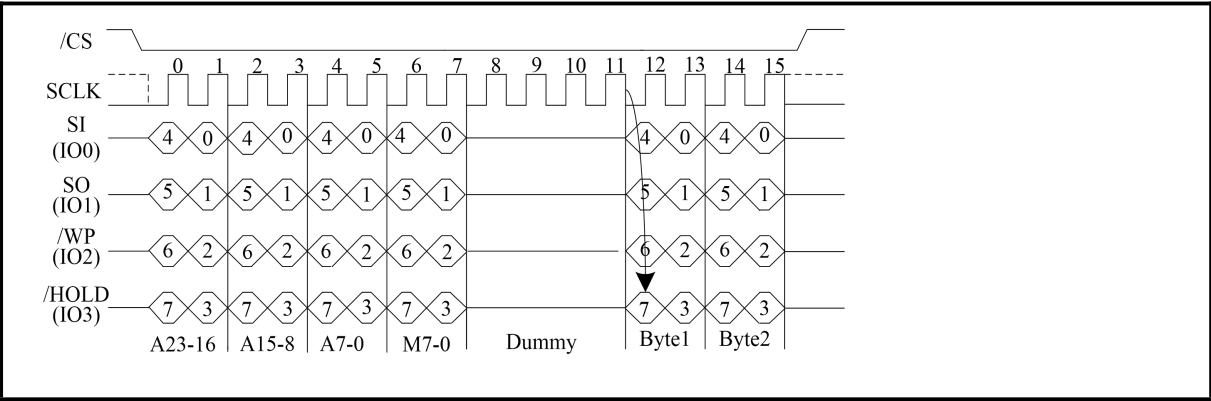 /CS
0 1 2 3 4 5 6 7 8 9 10 11 12 13 14 15
SCLK
SI
(IO0)
4 0 4 0 4 0 4 0 4 0 4 0
SO
(IO1)
5 1 5 1 5 1 5 1 5 1 5 1
/WP
(IO2)
6 2 6 2 6 2 6 2 6 2 6 2
/HOLD
(IO3)
7 3 7 3 7 3 7 3 7 3 7 3
A23-16 A15-8 A7-0 M7-0 Dummy Byte1 Byte2